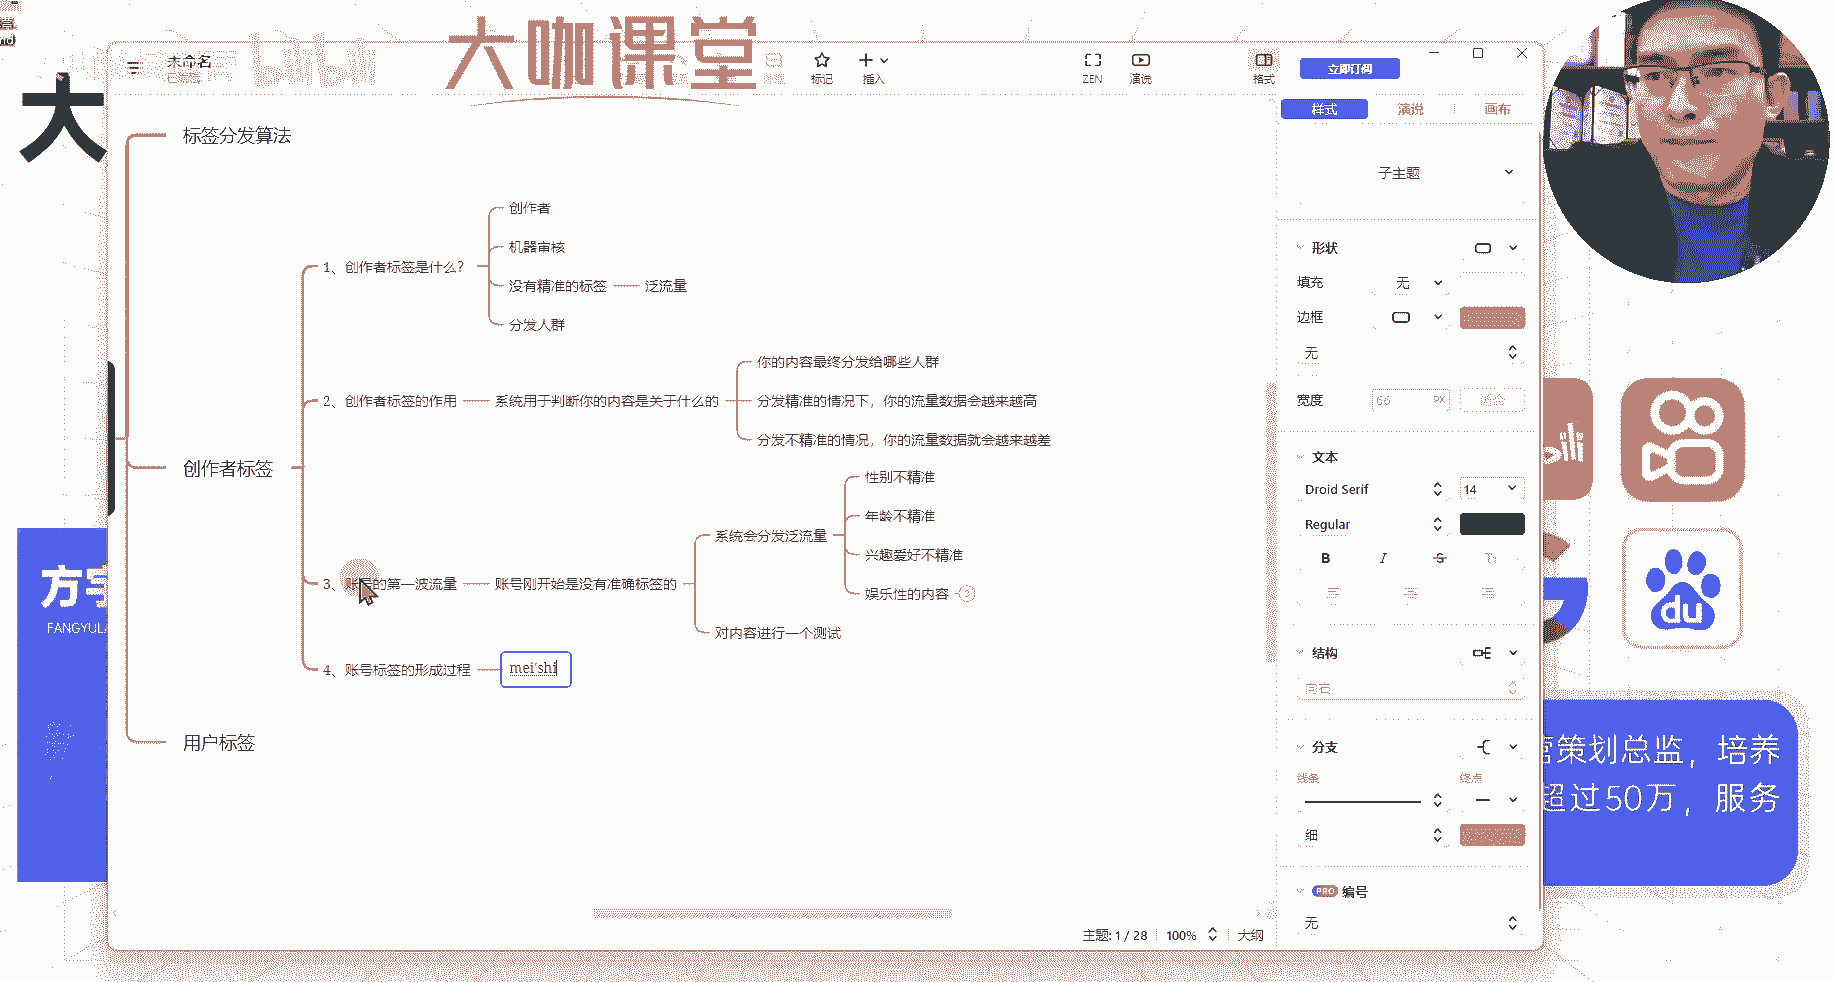 大咖课堂
bilibili
nd
未命名
标记
插入
ZEN
演说
格式
立即订阅
大
样式
演说
画布
标签分发算法
子主题
创作者
机器审核
1、创作者标签是什么?
没有精准的标签
泛流量
分发人群
形状
填充
无
边框
无
宽度
66
PX
适合
你的内容最终分发给哪些人群
2、创作者标签的作用
系统用于判断你的内容是关于什么的
分发精准的情况下，你的流量数据会越来越高
分发不精准的情况，你的流量数据就会越来越差
创作者标签
文本
Droid Serif
14
Regular
B
I
S
性别不精准
年龄不精准
系统会分发泛流量
兴趣爱好不精准
3、账号的第一波流量
账号刚开始是没有准确标签的
娱乐性的内容
对内容进行一个测试
4、账号标签的形成过程
mei'shi
用户标签
结构
向右
分支
线条
终点
细
PRO
编号
无
方宇
FANGYUL
bili
du
营策划总监，培养
超过50万，服务
主题: 1 / 28
100%
大纲